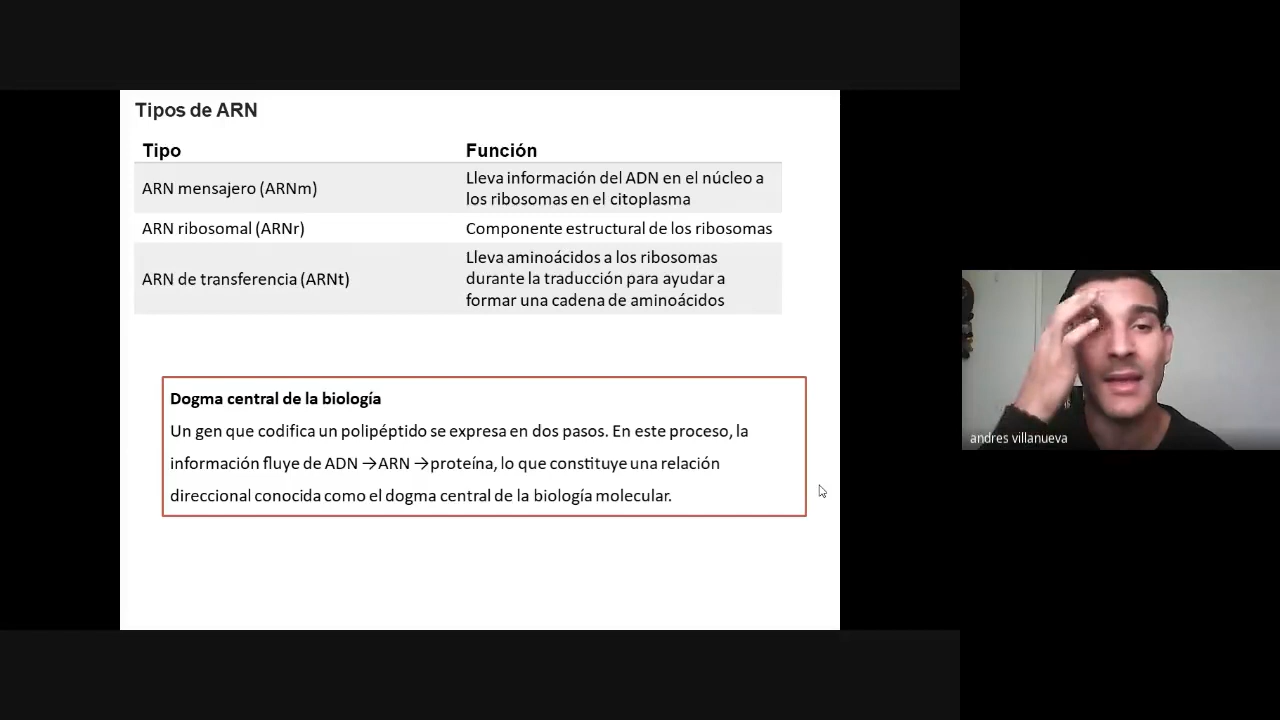 Tipos de ARN
Tipo Función
ARN mensajero (ARNm)
Lleva información del ADN en el núcleo a
los ribosomas en el citoplasma
ARN ribosomal (ARNr) Componente estructural de los ribosomas
ARN de transferencia (ARNt)
Lleva aminoácidos a los ribosomas
durante la traducción para ayudar a
formar una cadena de aminoácidos
Dogma central de la biología
Un gen que codifica un polipéptido se expresa en dos pasos. En este proceso, la
información fluye de ADN →ARN →proteína, lo que constituye una relación
direccional conocida como el dogma central de la biología molecular.
andres villanueva